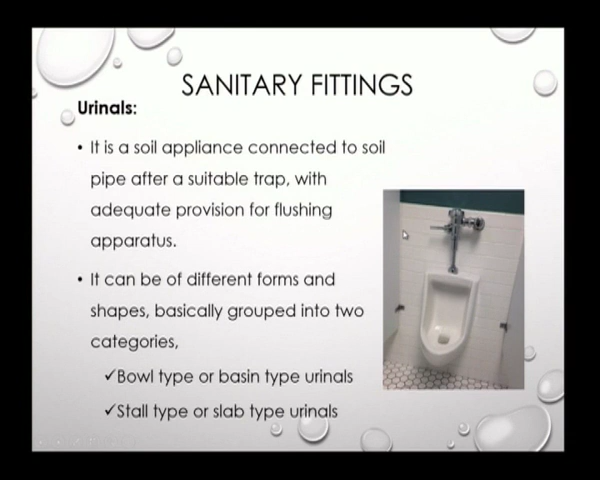 SANITARY FITTINGS
Urinals:
• It is a soil appliance connected to soil
pipe after a suitable trap, with
adequate provision for flushing
apparatus.
• It can be of different forms and
shapes, basically grouped into two
categories,
✓Bowl type or basin type urinals
✓Stall type or slab type urinals